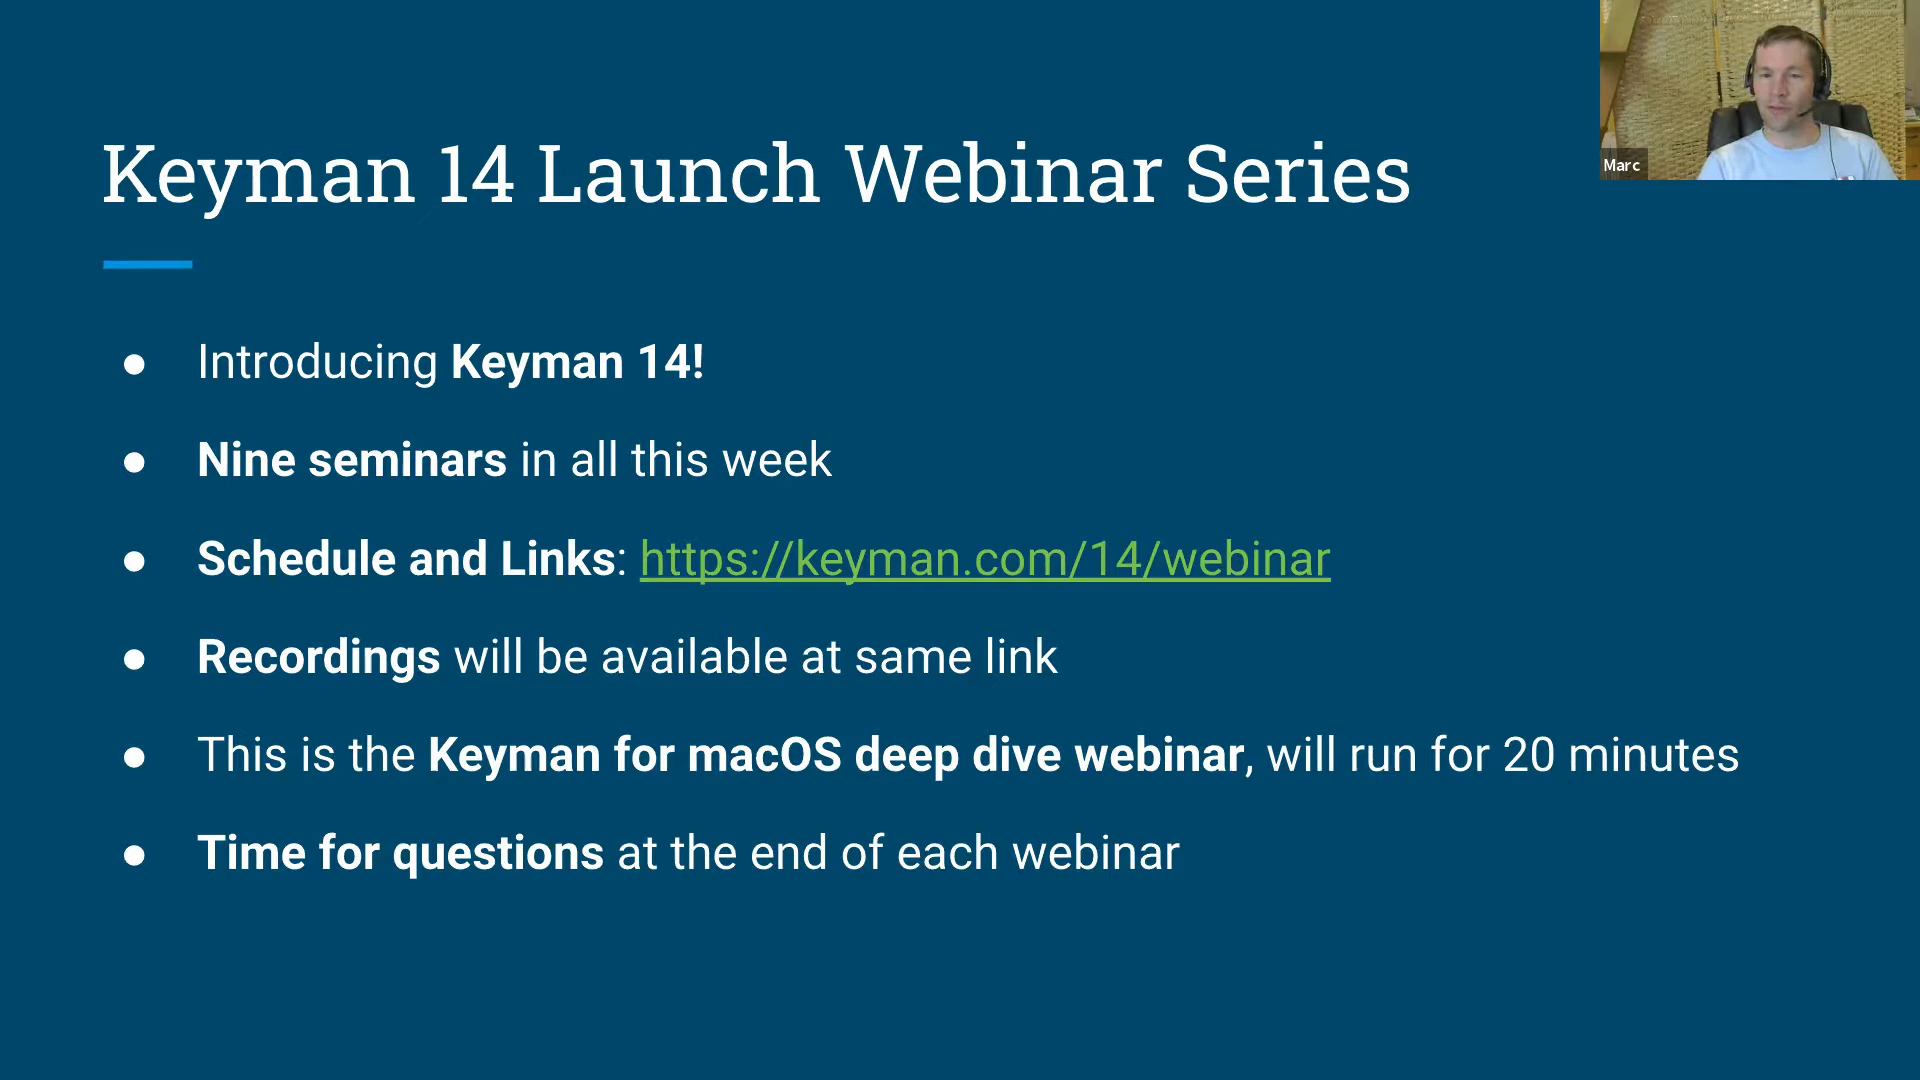 Keyman 14 Launch Webinar Series
Marc
● Introducing Keyman 14!
● Nine seminars in all this week
● Schedule and Links: https://keyman.com/14/webinar
● Recordings will be available at same link
● This is the Keyman for macOS deep dive webinar, will run for 20 minutes
● Time for questions at the end of each webinar